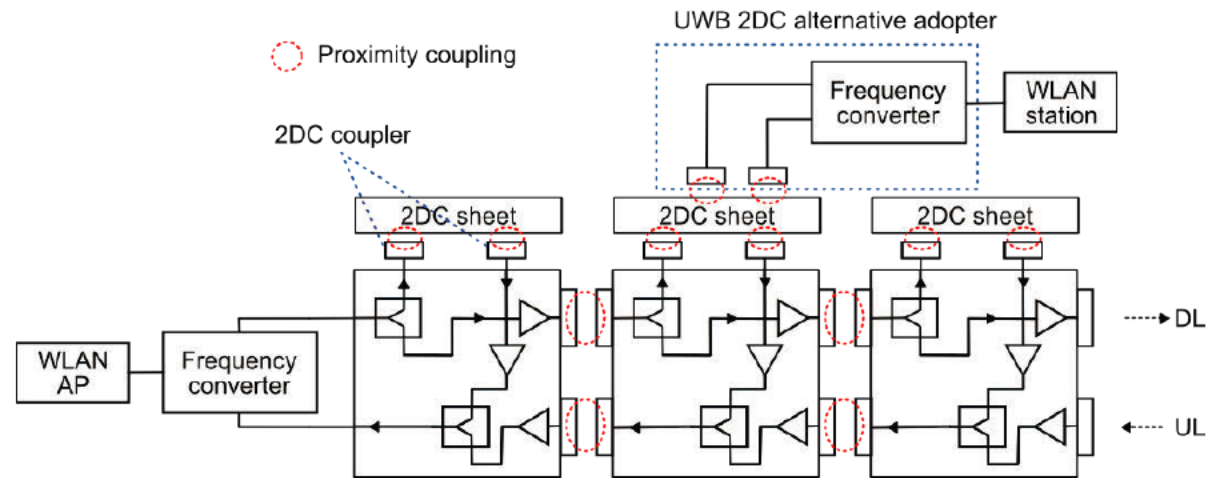 UWB 2DC alternative adopter
Proximity coupling
Frequency
converter
WLAN
station
2DC coupler
2DC sheet
2DC sheet
2DC sheet
DL
WLAN
AP
Frequency
converter
UL